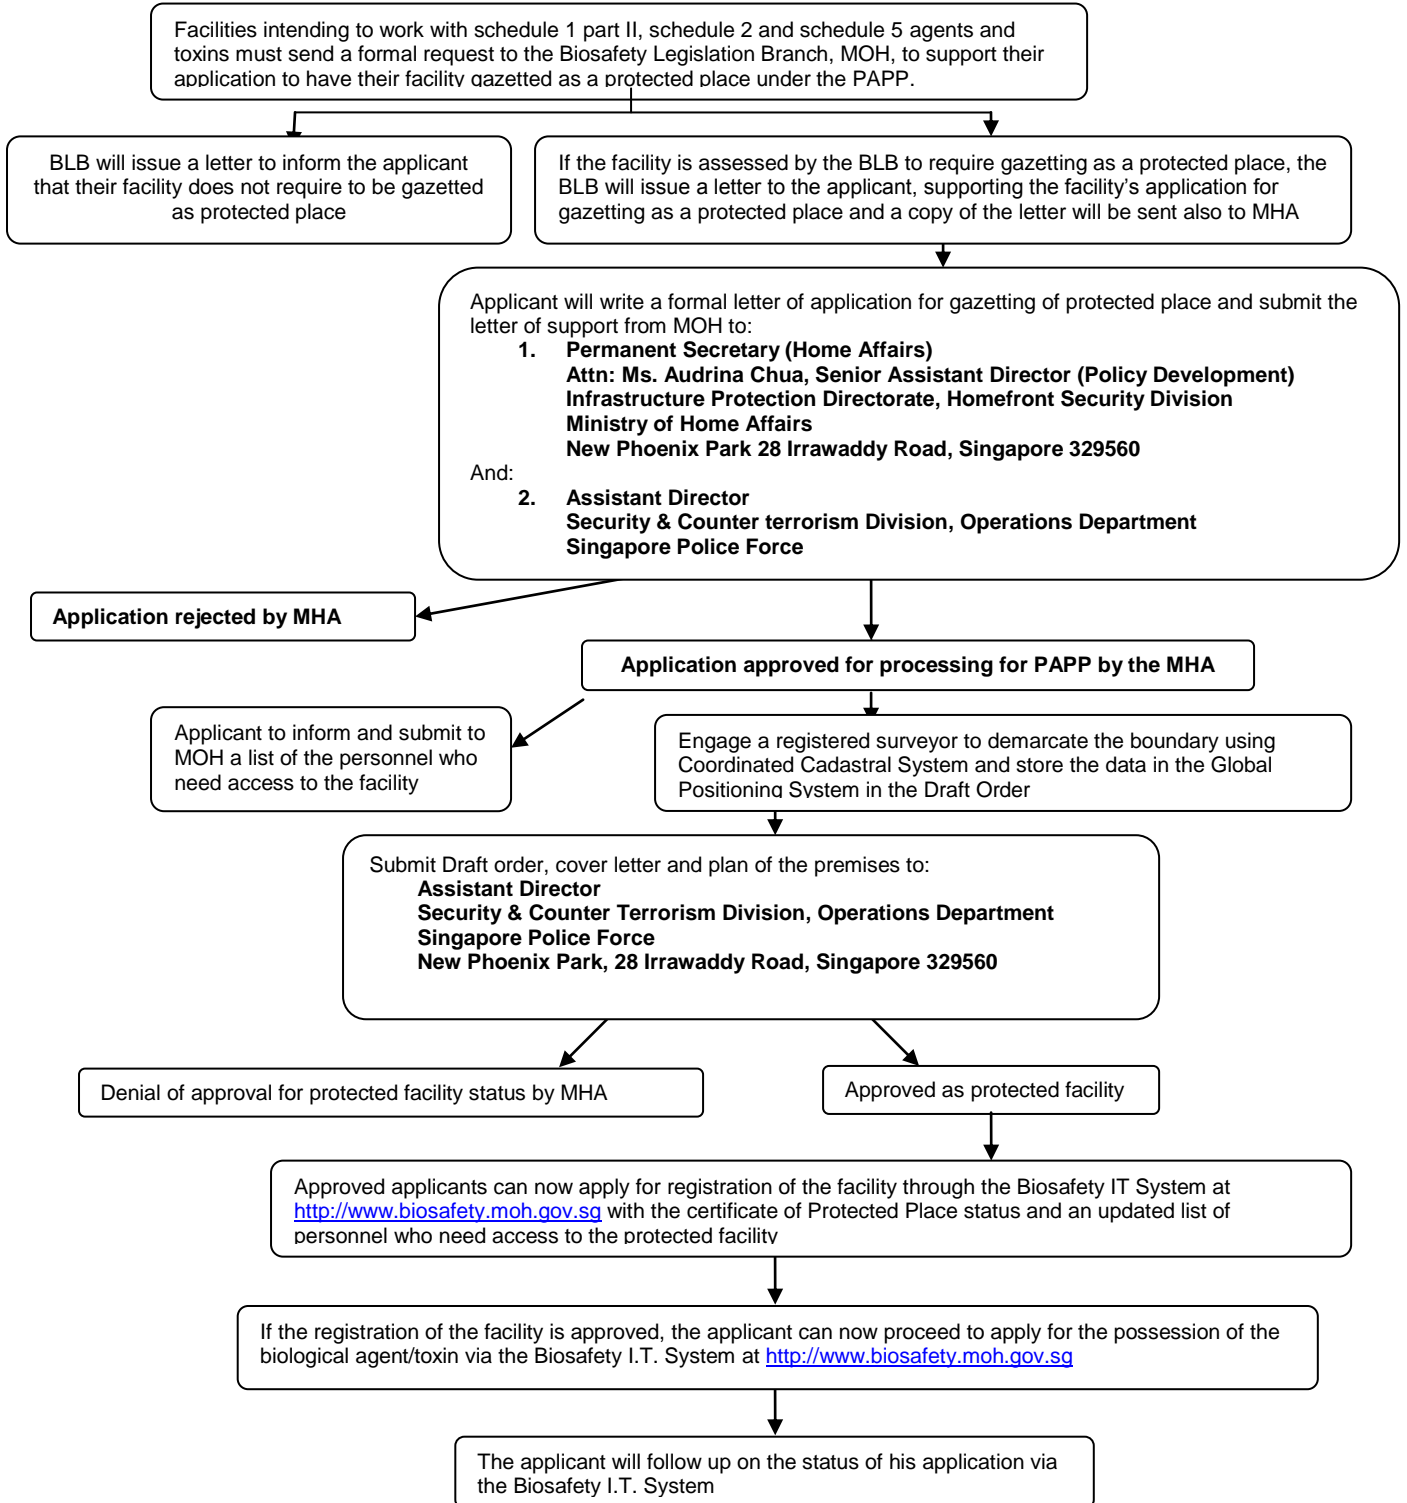 Facilities intending to work with schedule 1 part II, schedule 2 and schedule 5 agents and
toxins must send a formal request to the Biosafety Legislation Branch, MOH, to support their
application to have their facility gazetted as a protected place under the PAPP.
BLB will issue a letter to inform the applicant
that their facility does not require to be gazetted
as protected place
If the facility is assessed by the BLB to require gazetting as a protected place, the
BLB will issue a letter to the applicant, supporting the facility's application for
gazetting as a protected place and a copy of the letter will be sent also to MHA
Applicant will write a formal letter of application for gazetting of protected place and submit the
letter of support from MOH to:
1. Permanent Secretary (Home Affairs)
Attn: Ms. Audrina Chua, Senior Assistant Director (Policy Development)
Infrastructure Protection Directorate, Homefront Security Division
Ministry of Home Affairs
New Phoenix Park 28 Irrawaddy Road, Singapore 329560
And:
2. Assistant Director
Security & Counter terrorism Division, Operations Department
Singapore Police Force
Application rejected by MHA
Application approved for processing for PAPP by the MHA
Applicant to inform and submit to
MOH a list of the personnel who
need access to the facility
Engage a registered surveyor to demarcate the boundary using
Coordinated Cadastral System and store the data in the Global
Positioning System in the Draft Order
Submit Draft order, cover letter and plan of the premises to:
Assistant Director
Security & Counter Terrorism Division, Operations Department
Singapore Police Force
New Phoenix Park, 28 Irrawaddy Road, Singapore 329560
Denial of approval for protected facility status by MHA
Approved as protected facility
Approved applicants can now apply for registration of the facility through the Biosafety IT System at
http://www.biosafety.moh.gov.sg with the certificate of Protected Place status and an updated list of
personnel who need access to the protected facility
If the registration of the facility is approved, the applicant can now proceed to apply for the possession of the
biological agent/toxin via the Biosafety I.T. System at http://www.biosafety.moh.gov.sg
The applicant will follow up on the status of his application via
the Biosafety I.T. System